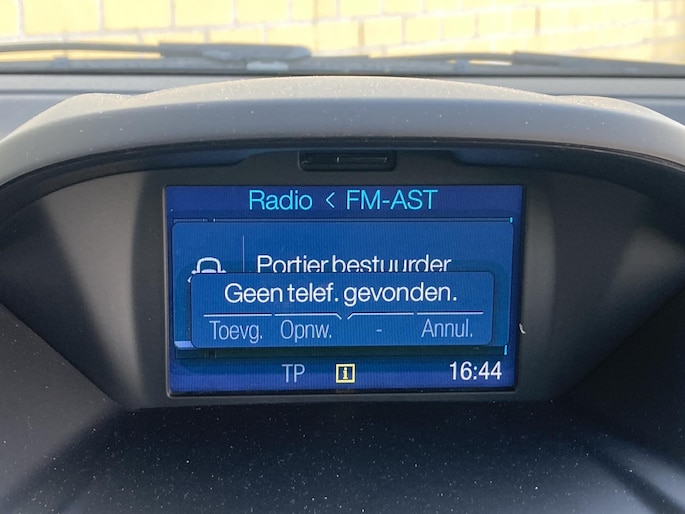 Radio < FM-AST
Portier bestuurder
Geen telef. gevonden.
Toevg. Opnw. - Annul.
TP i 16:44